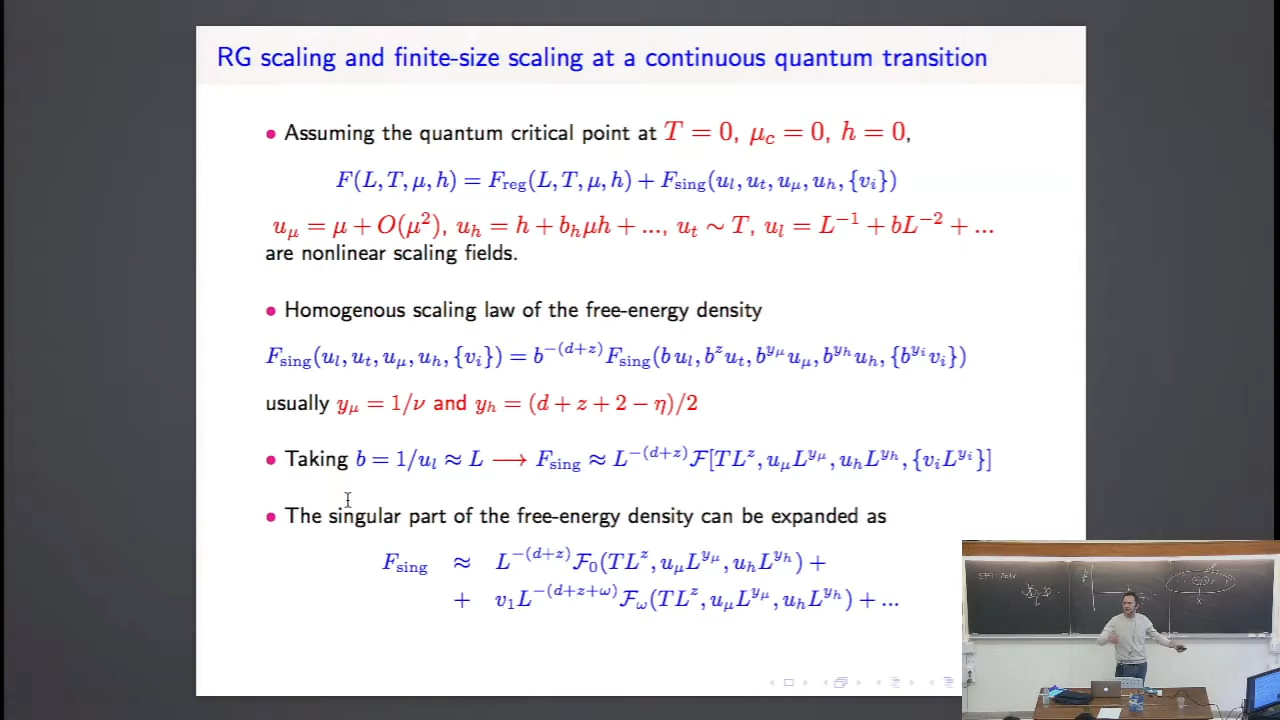 RG scaling and finite-size scaling at a continuous quantum transition
• Assuming the quantum critical point at T = 0, μ_c = 0, h = 0,
F(L, T, μ, h) = F_reg(L, T, μ, h) + F_sing(u_l, u_t, u_μ, u_h, {v_i})
u_μ = μ + O(μ²), u_h = h + b_h μh + ..., u_t ∼ T, u_l = L⁻¹ + bL⁻² + ...
are nonlinear scaling fields.
• Homogenous scaling law of the free-energy density
F_sing(u_l, u_t, u_μ, u_h, {v_i}) = b^{-(d+z)} F_sing(b u_l, b^z u_t, b^{y_μ} u_μ, b^{y_h} u_h, {b^{y_i} v_i})
usually y_μ = 1/ν and y_h = (d + z + 2 − η)/2
• Taking b = 1/u_l ≈ L ⟶ F_sing ≈ L^{-(d+z)} ℱ[TL^z, u_μ L^{y_μ}, u_h L^{y_h}, {v_i L^{y_i}}]
• The singular part of the free-energy density can be expanded as
F_sing ≈ L^{-(d+z)} ℱ_0(TL^z, u_μ L^{y_μ}, u_h L^{y_h}) +
+ v_1 L^{-(d+z+ω)} ℱ_ω(TL^z, u_μ L^{y_μ}, u_h L^{y_h}) + ...